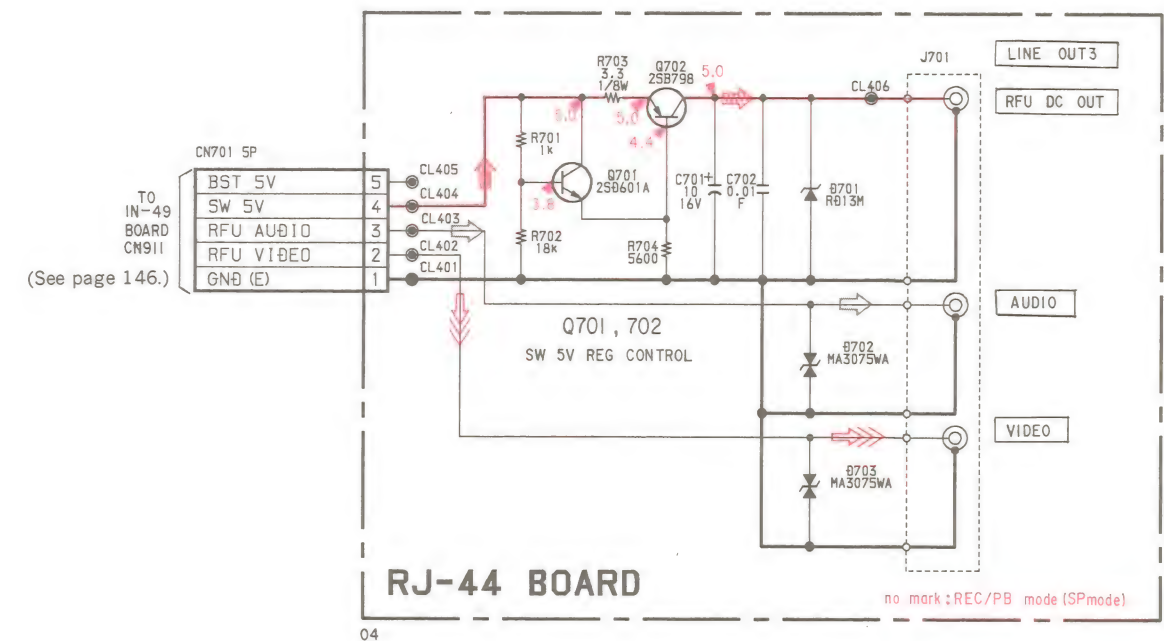 LINE OUT3
RFU DC OUT
J701
R703
3.3
1/8W
Q702
2SB798
5.0
CL406
5.0
5.0
4.4
R701
1k
Q701
2SD601A
3.8
C701
+
10
16V
C702
0.01
F
D701
RD13M
R702
18k
R704
5600
CN701 5P
TO
IN-49
BOARD
CN911
(See page 146.)
BST 5V 5 CL405
SW 5V 4 CL404
RFU AUDIO 3 CL403
RFU VIDEO 2 CL402
GND (E) 1 CL401
AUDIO
Q701, 702
SW 5V REG CONTROL
D702
MA3075WA
VIDEO
D703
MA3075WA
RJ-44 BOARD
no mark:REC/PB mode (SPmode)
04